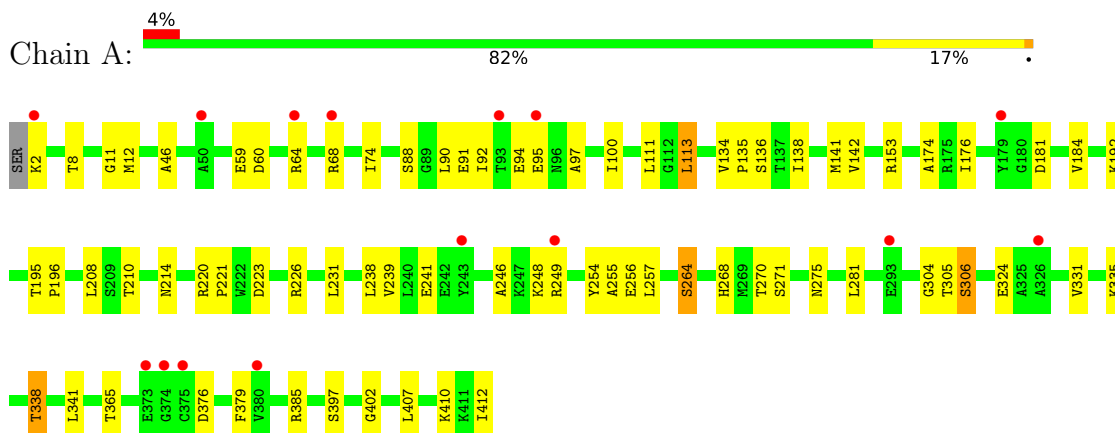 4%
Chain A:
82% 17% •
SER K2 T8 G11 M12 A46 A50 E59 D60 R64 R68 I74 S88 G89 L90 E91 I92 T93 E94 E95 N96 A97 I100 L111 G112 L113 V134 P135 S136 T137 I138 M141 V142 R153 A174 R175 I176 Y179 G180 D181 V184
T195 P196 L208 S209 T210 N214 R220 P221 W222 D223 R226 L231 L238 V239 L240 E241 E242 Y243 A246 K247 K248 R249 Y254 A255 E256 L257 S264 H268 M269 T270 S271 N275 L281 E293 G304 T305 S306 E324 A325 A326 V331
T338 L341 T365 E373 G374 C375 D376 F379 V380 R385 S397 G402 L407 K410 K411 I412